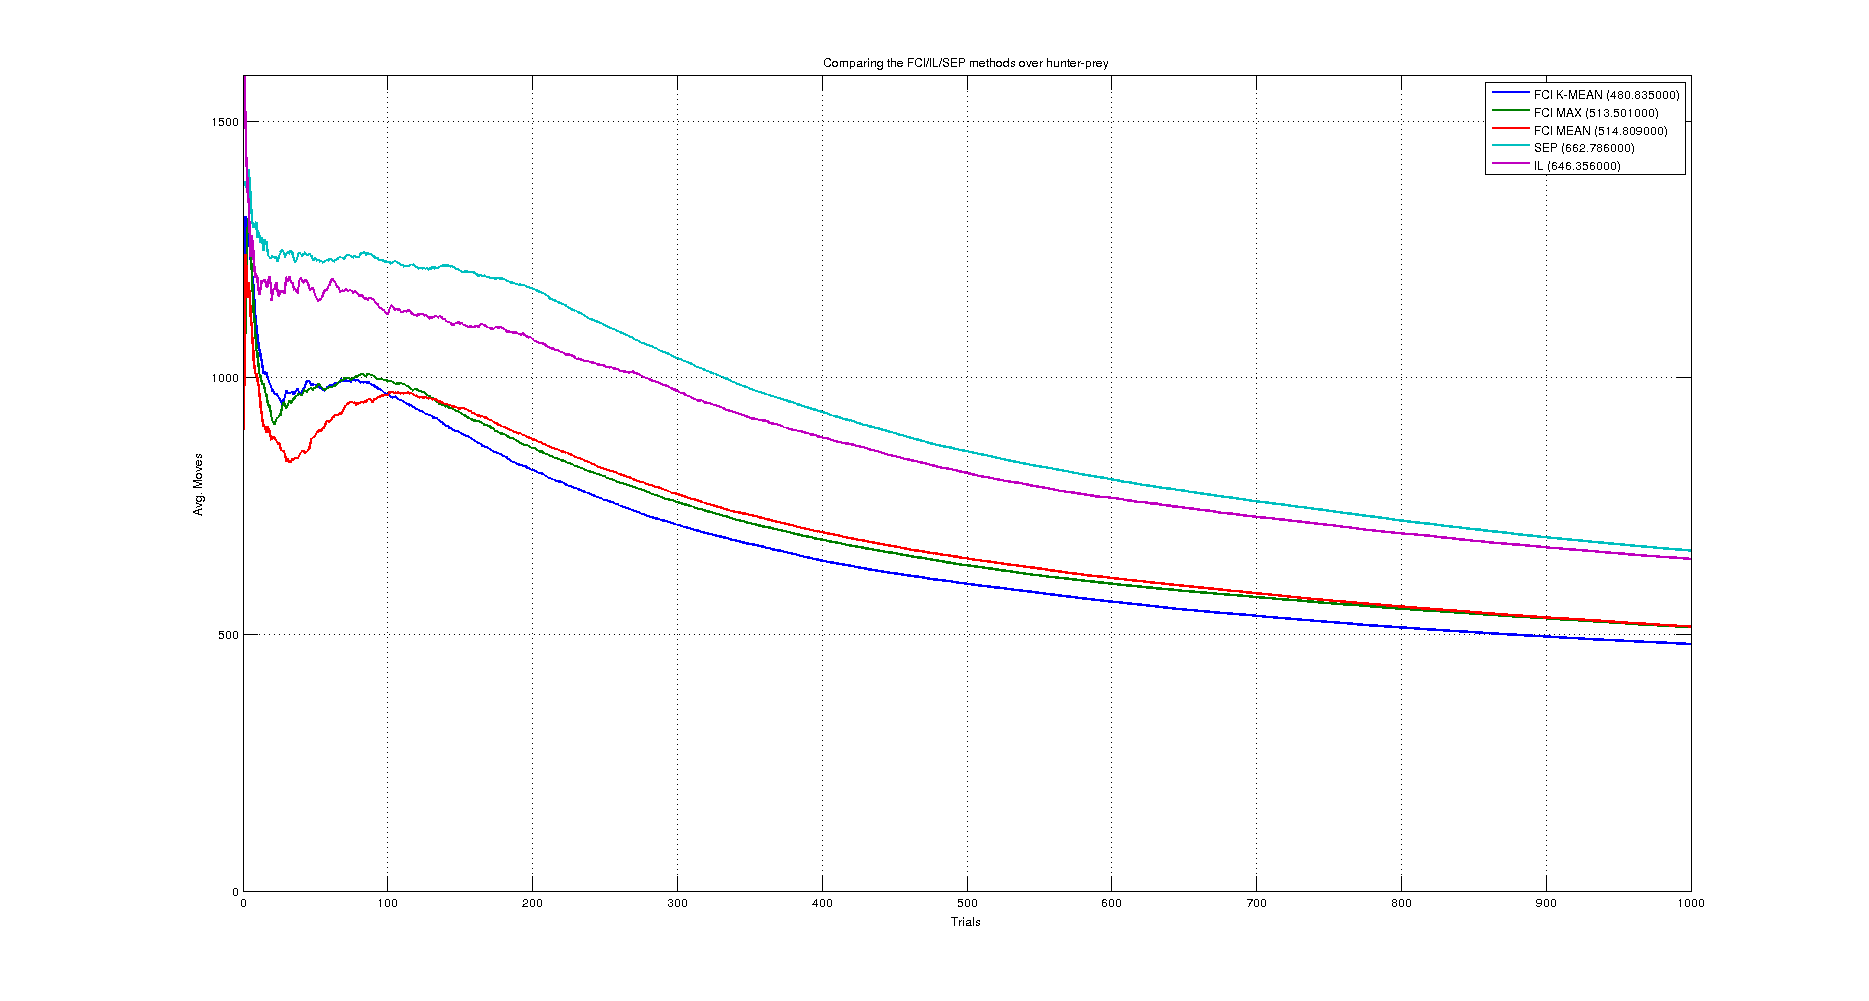 Comparing the FCI/IL/SEP methods over hunter-prey
FCI K-MEAN (480.835000)
FCI MAX (513.501000)
FCI MEAN (514.809000)
SEP (662.786000)
IL (646.356000)
1500
1000
500
0
Avg. Moves
0 100 200 300 400 500 600 700 800 900 1000
Trials